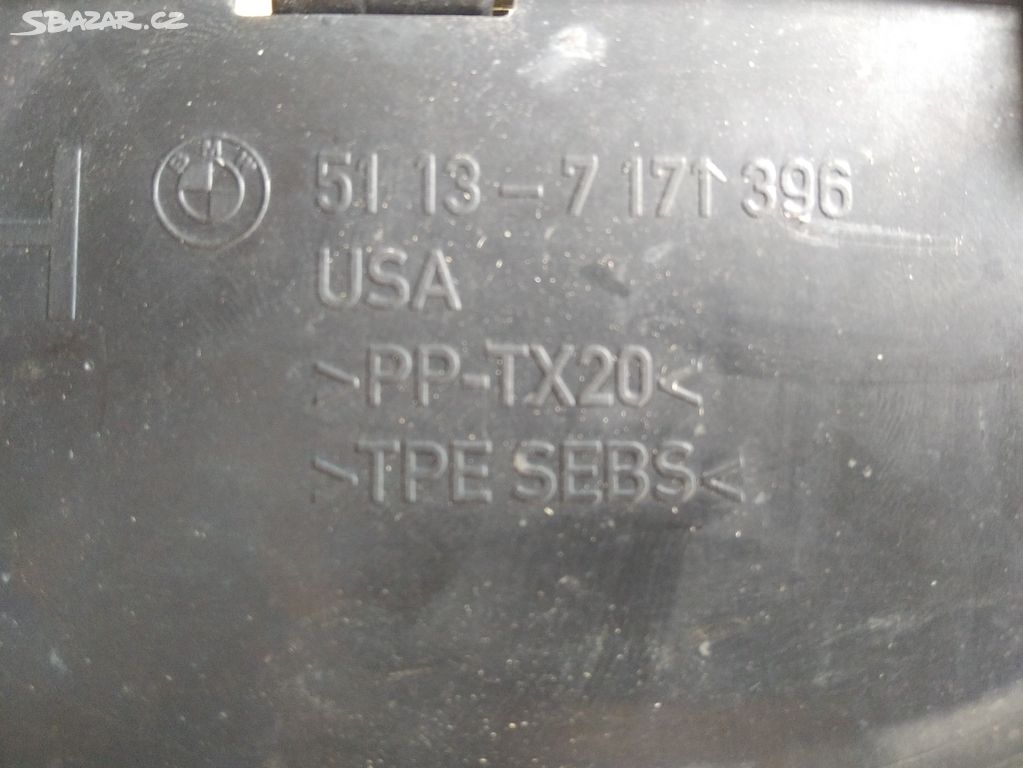 SBAZAR.CZ
BMW 51 13 - 7 171 396
USA
>PP-TX20<
>TPE SEBS<